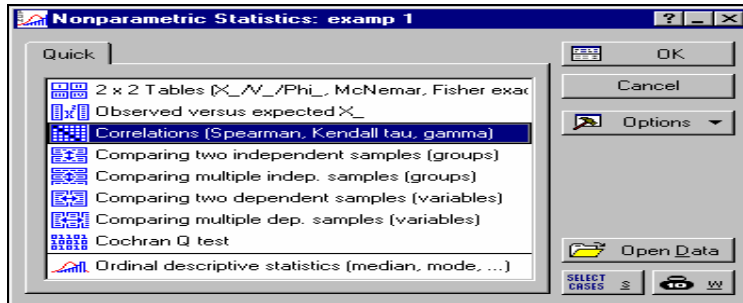 Nonparametric Statistics: examp 1
Quick
OK
2 x 2 Tables (X_/V_/Phi_, McNemar, Fisher exac
Cancel
Observed versus expected X_
Correlations (Spearman, Kendall tau, gamma)
Options
Comparing two independent samples (groups)
Comparing multiple indep. samples (groups)
Comparing two dependent samples (variables)
Comparing multiple dep. samples (variables)
Cochran Q test
Open Data
Ordinal descriptive statistics (median, mode, ...)
SELECT CASES S
W